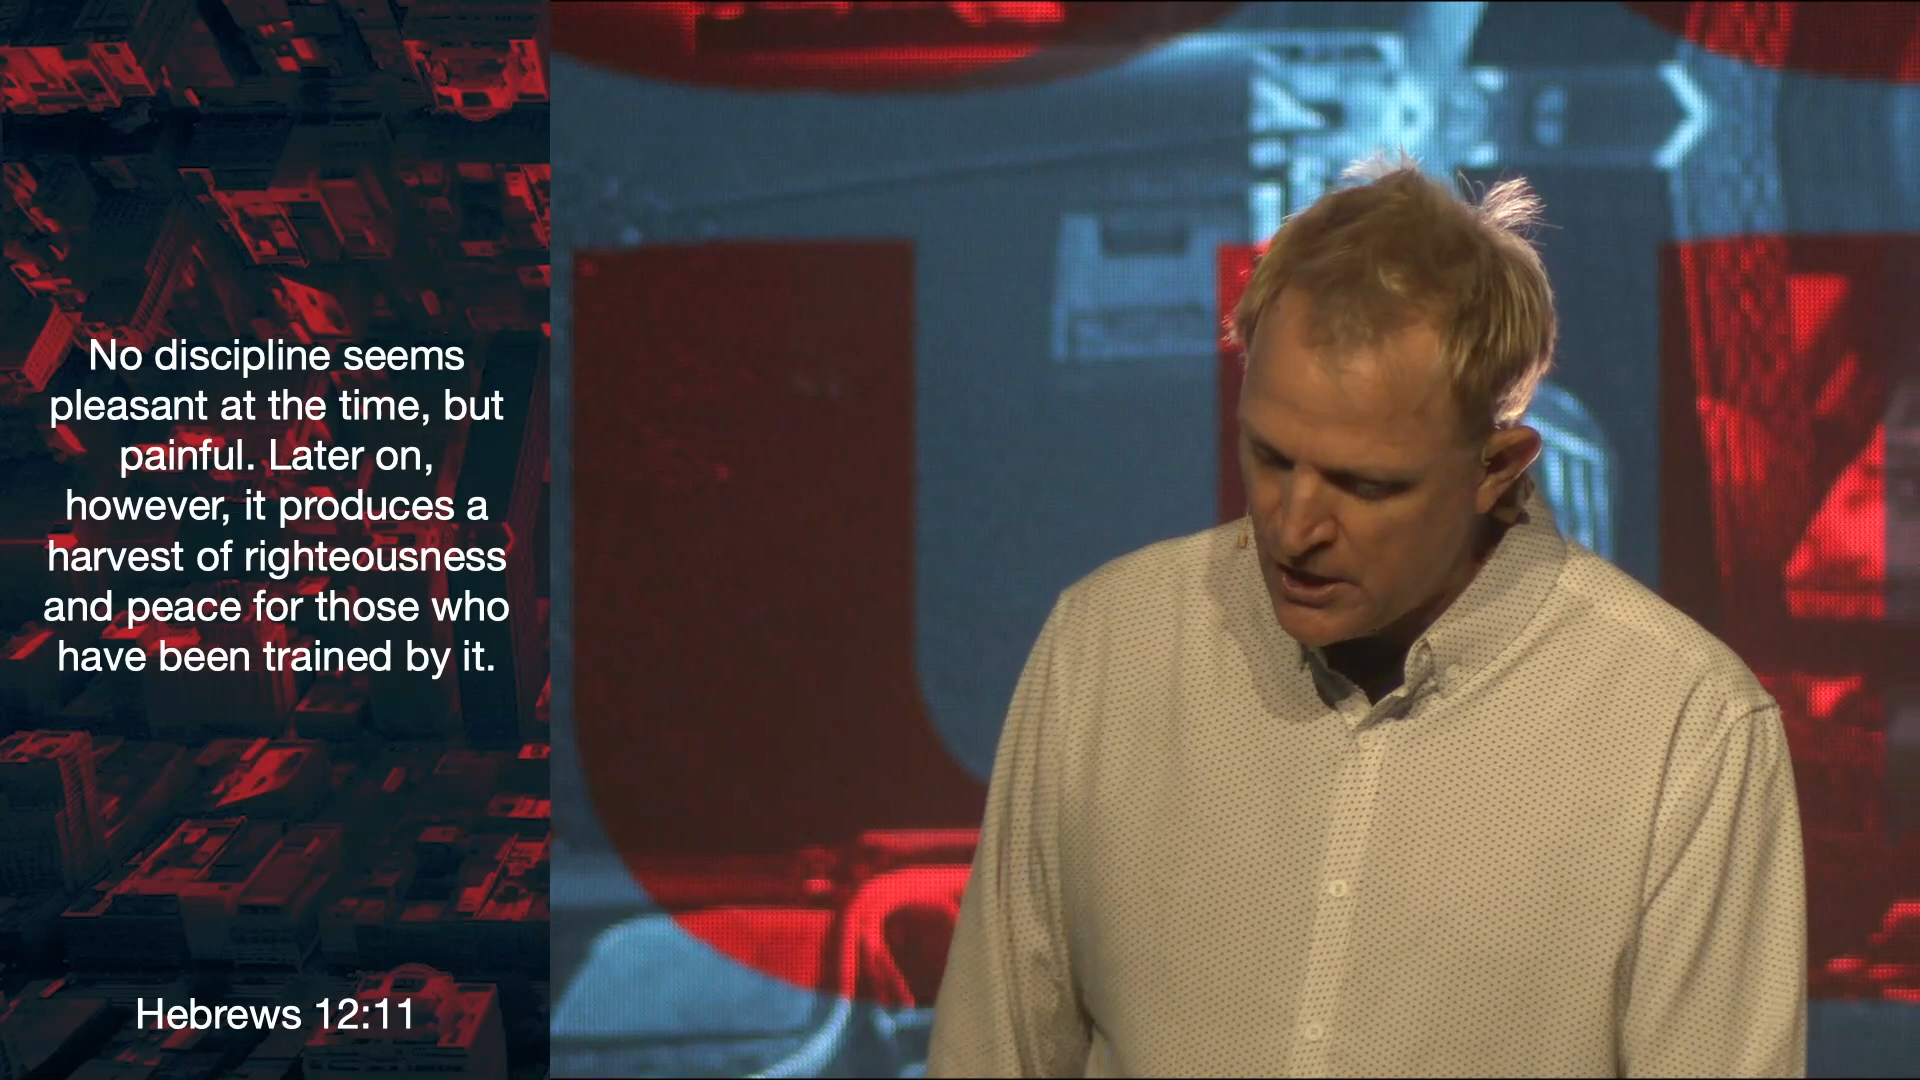 No discipline seems
pleasant at the time, but
painful. Later on,
however, it produces a
harvest of righteousness
and peace for those who
have been trained by it.
Hebrews 12:11